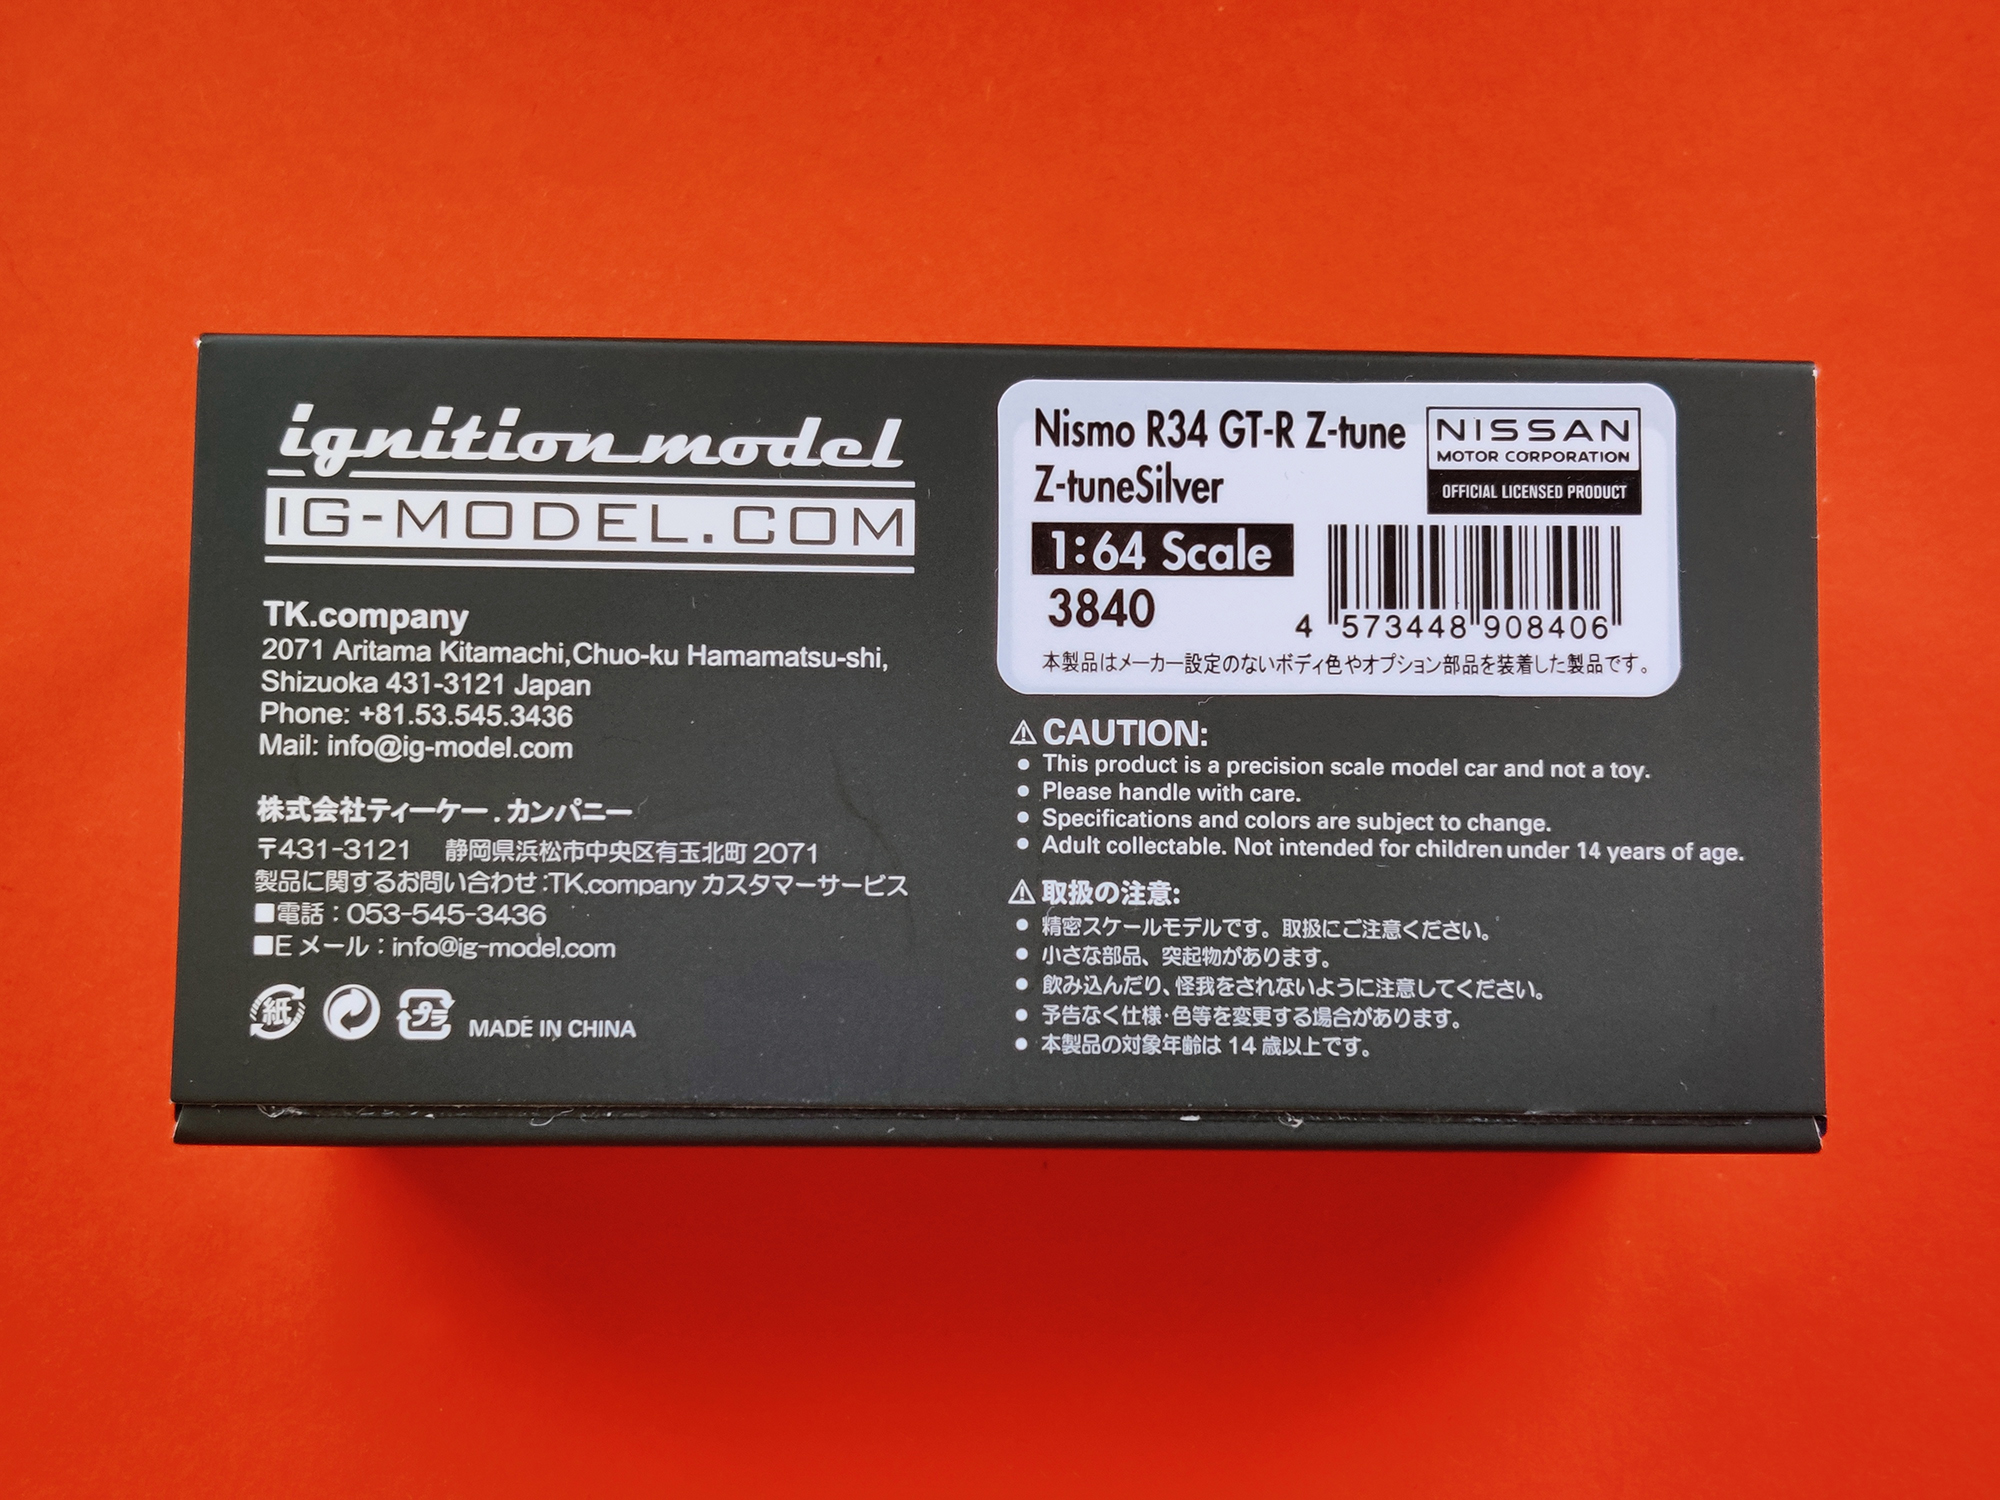 ignition model
IG-MODEL.COM
TK.company
2071 Aritama Kitamachi,Chuo-ku Hamamatsu-shi,
Shizuoka 431-3121 Japan
Phone: +81.53.545.3436
Mail: info@ig-model.com
株式会社ティーケー.カンパニー
〒431-3121 静岡県浜松市中央区有玉北町 2071
製品に関するお問い合わせ:TK.company カスタマーサービス
■電話：053-545-3436
■E メール：info@ig-model.com
紙
プラ
MADE IN CHINA
Nismo R34 GT-R Z-tune
Z-tuneSilver
NISSAN
MOTOR CORPORATION
OFFICIAL LICENSED PRODUCT
1:64 Scale
3840
4 573448 908406
本製品はメーカー設定のないボディ色やオプション部品を装着した製品です。
⚠ CAUTION:
● This product is a precision scale model car and not a toy.
● Please handle with care.
● Specifications and colors are subject to change.
● Adult collectable. Not intended for children under 14 years of age.
⚠ 取扱の注意:
● 精密スケールモデルです。取扱にご注意ください。
● 小さな部品、突起物があります。
● 飲み込んだり、怪我をされないように注意してください。
● 予告なく仕様･色等を変更する場合があります。
● 本製品の対象年齢は 14 歳以上です。